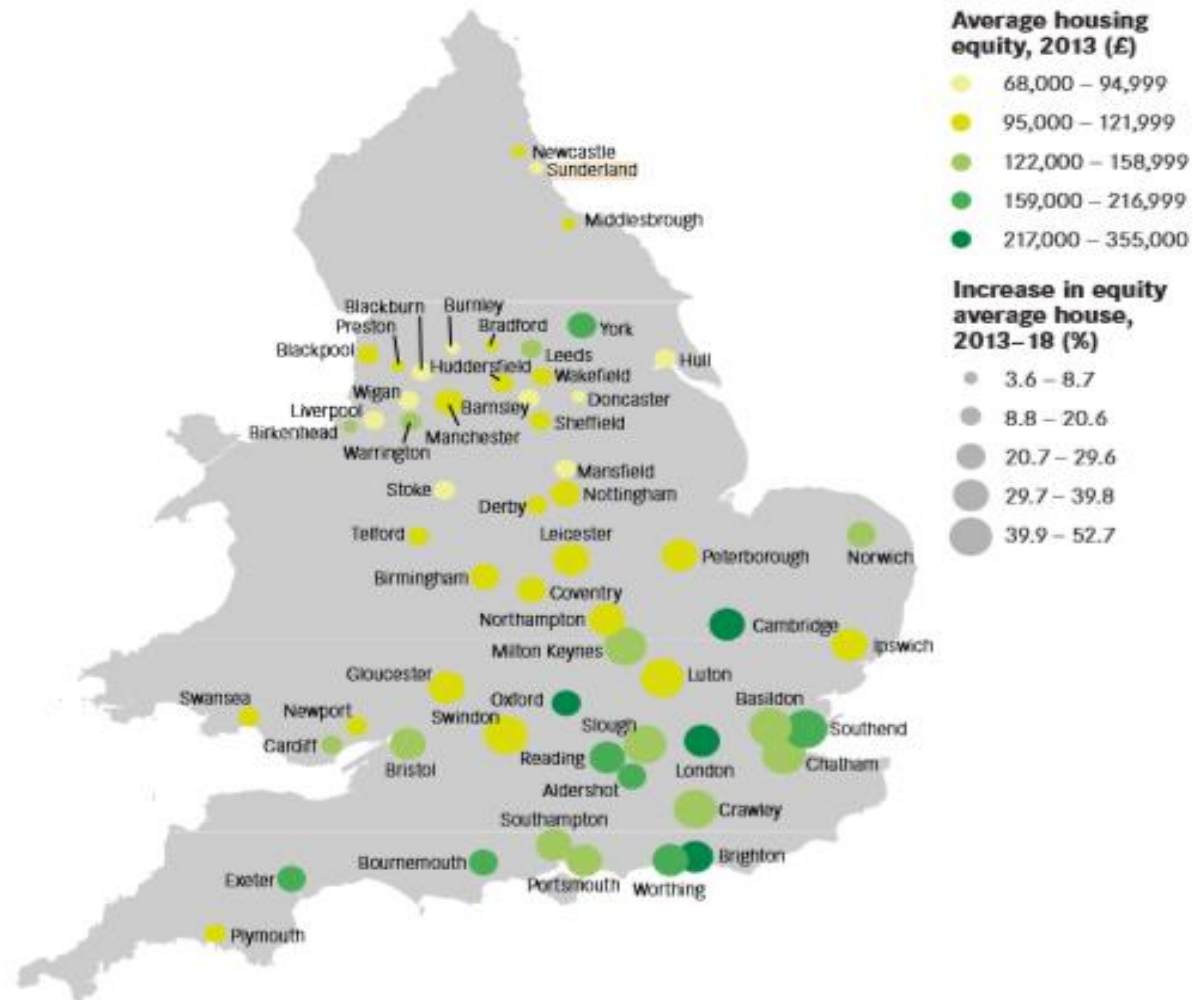 Average housing
equity, 2013 (£)
68,000 – 94,999
95,000 – 121,999
122,000 – 158,999
159,000 – 216,999
217,000 – 355,000
Increase in equity
average house,
2013–18 (%)
3.6 – 8.7
8.8 – 20.6
20.7 – 29.6
29.7 – 39.8
39.9 – 52.7
Newcastle
Sunderland
Middlesbrough
Blackburn
Burnley
Preston
Bradford
York
Blackpool
Leeds
Hull
Huddersfield
Wakefield
Wigan
Doncaster
Liverpool
Barnsley
Sheffield
Birkenhead
Manchester
Warrington
Mansfield
Stoke
Nottingham
Derby
Telford
Leicester
Peterborough
Norwich
Birmingham
Coventry
Northampton
Cambridge
Milton Keynes
Ipswich
Gloucester
Luton
Swansea
Oxford
Basildon
Newport
Swindon
Slough
Southend
Cardiff
Reading
Chatham
Bristol
London
Aldershot
Crawley
Southampton
Bournemouth
Brighton
Exeter
Portsmouth
Worthing
Plymouth